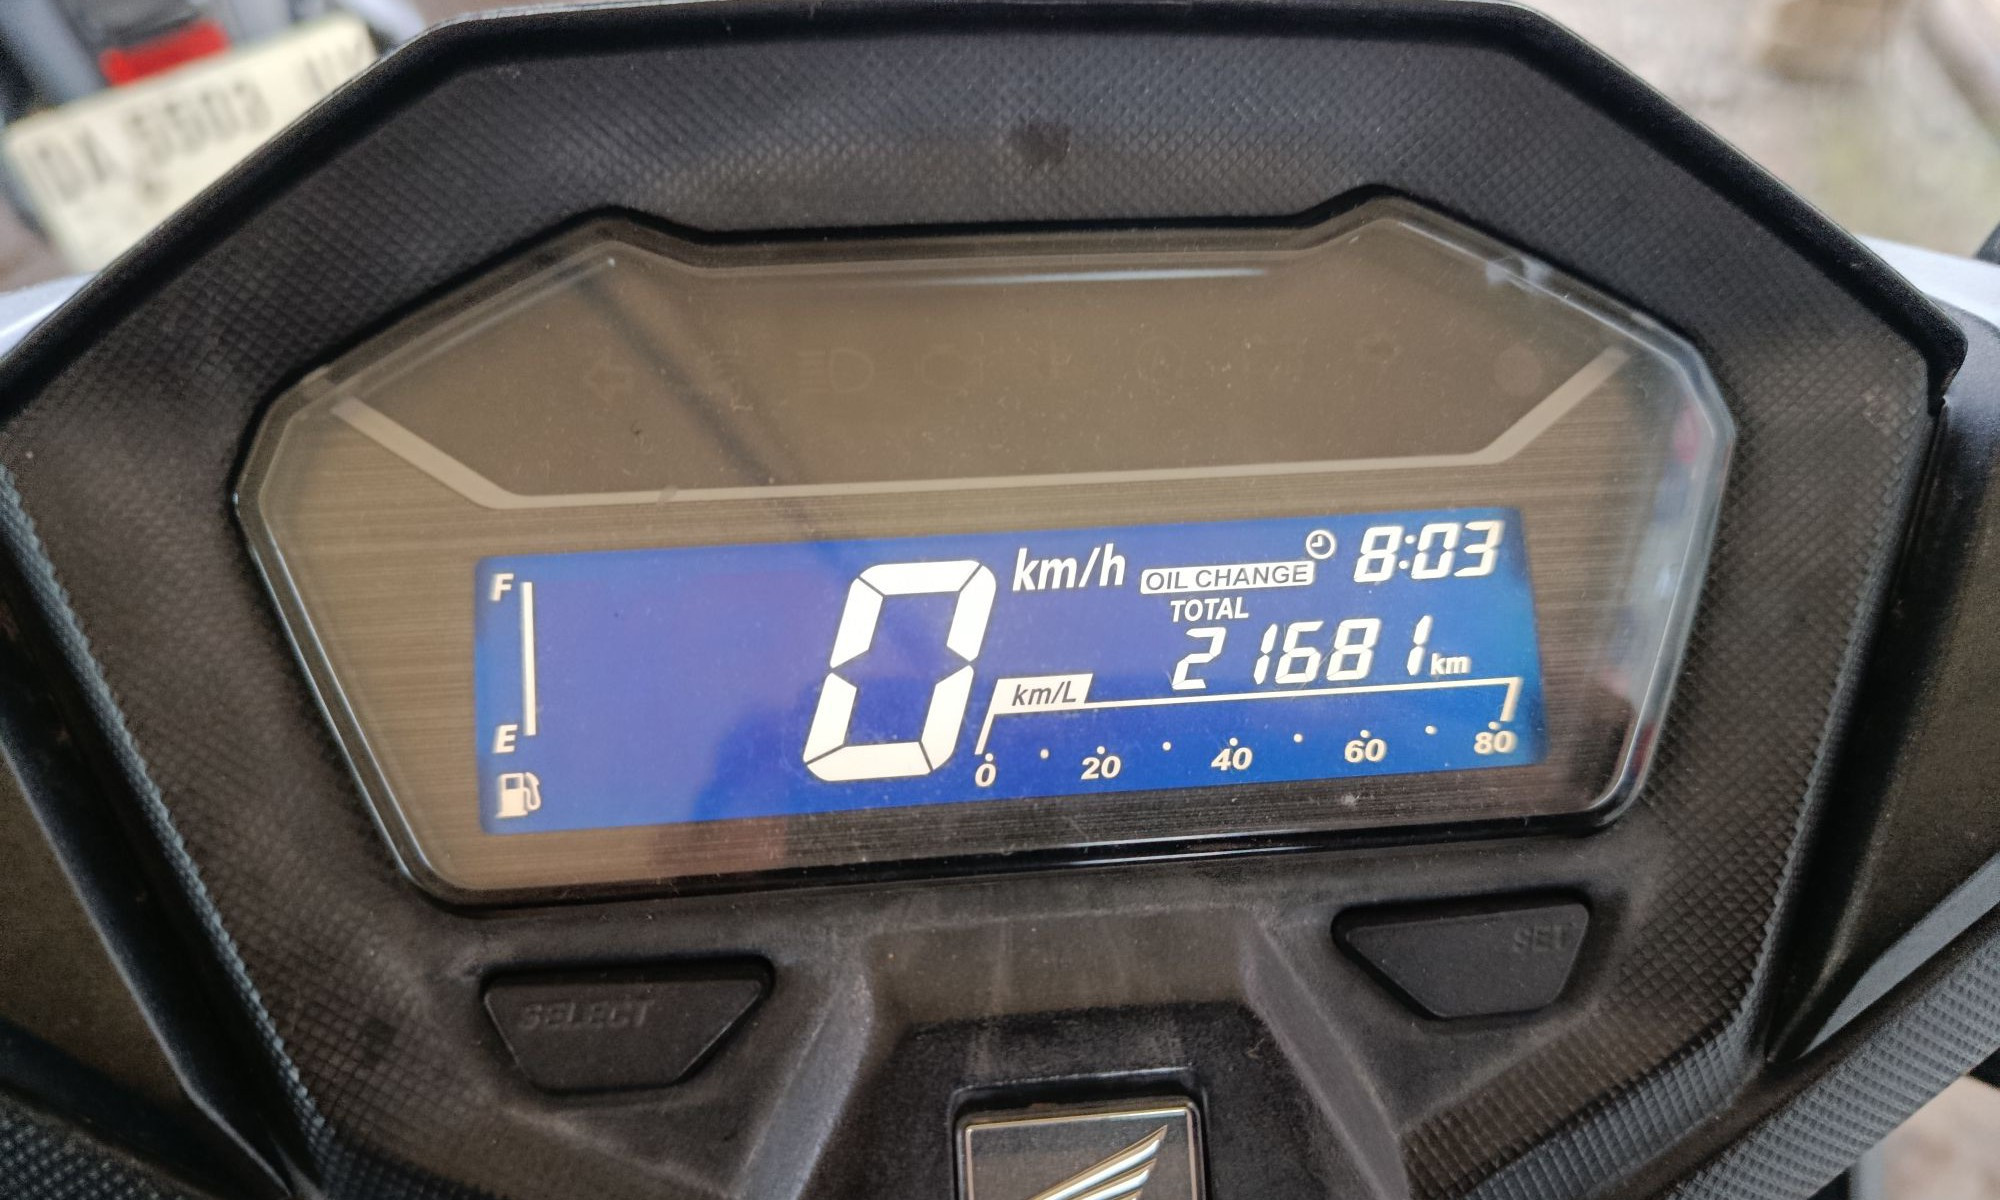 km/h
OIL CHANGE
8:03
TOTAL
21681 km
F
E
0
km/L
0 20 40 60 80
SELECT
SET